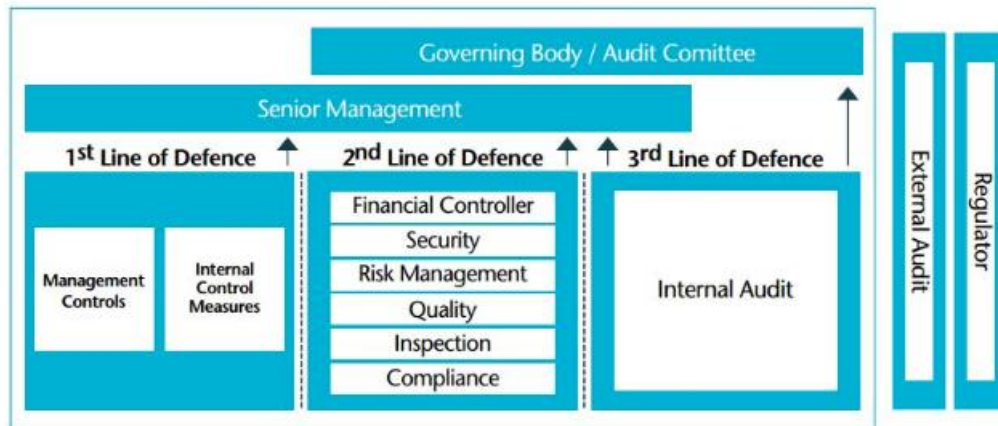 Governing Body / Audit Comittee
Senior Management
1st Line of Defence
2nd Line of Defence
3rd Line of Defence
Management
Controls
Internal
Control
Measures
Financial Controller
Security
Risk Management
Quality
Inspection
Compliance
Internal Audit
External Audit
Regulator